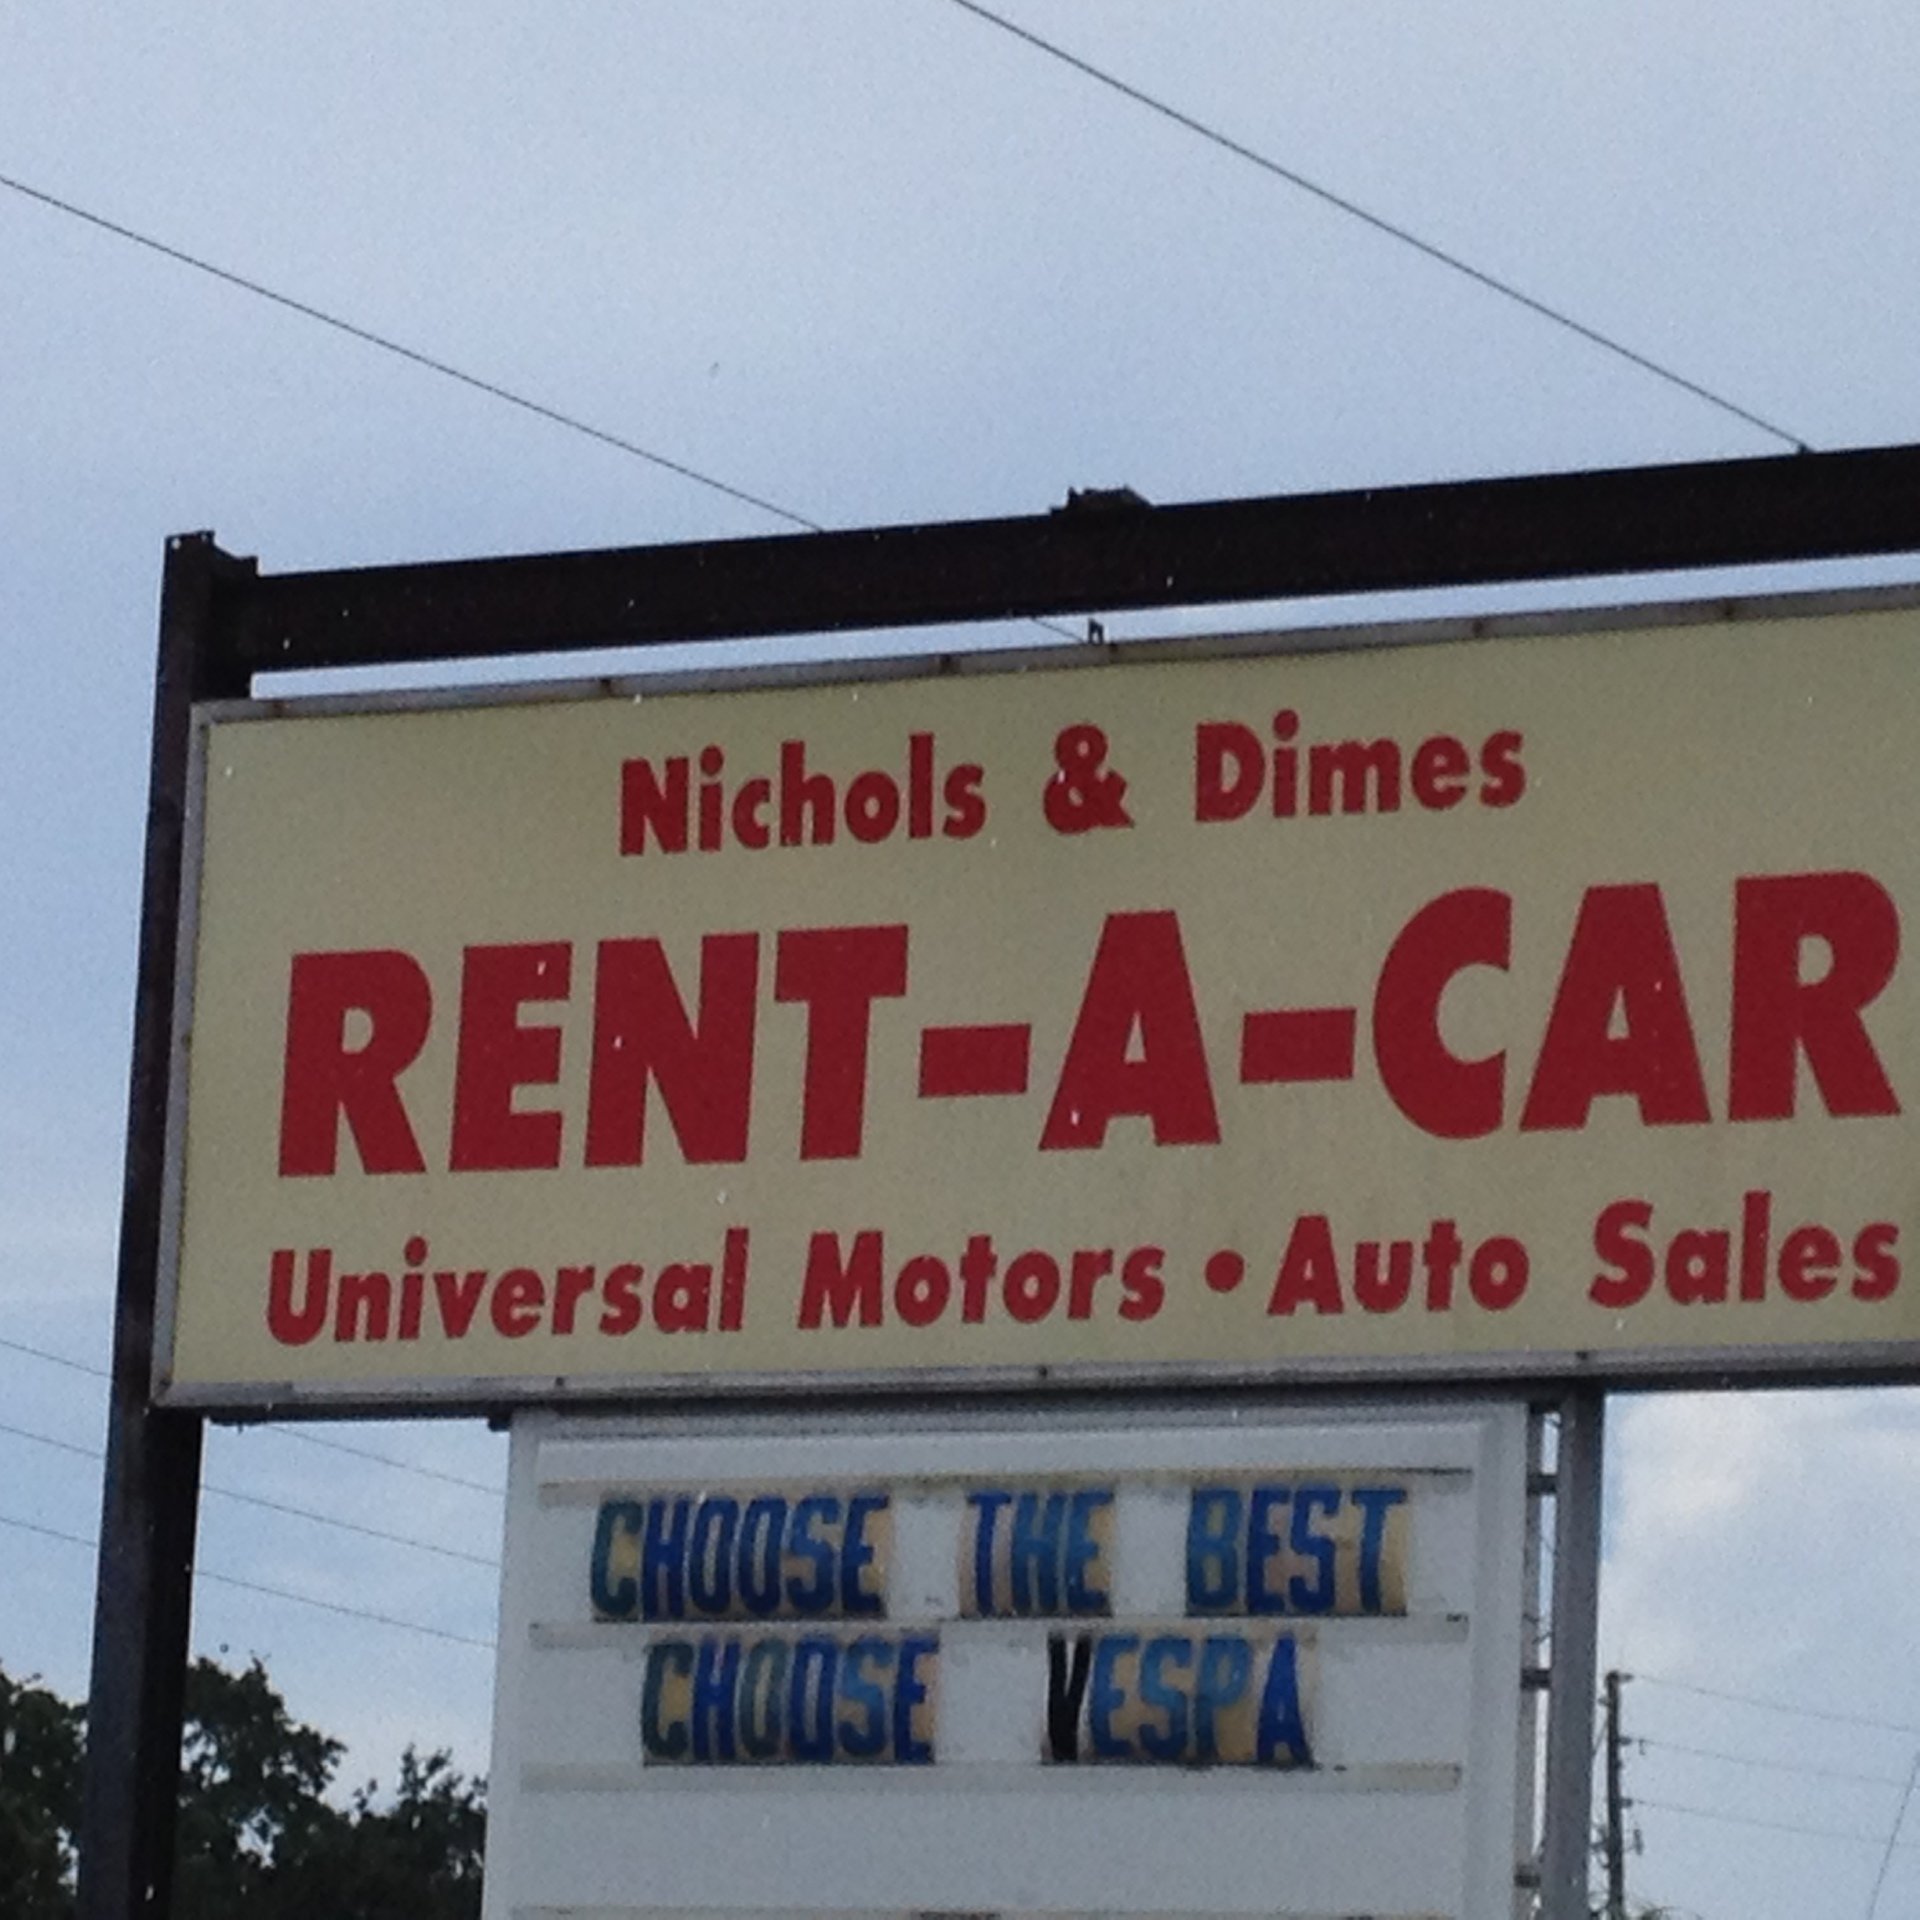 Nichols & Dimes
RENT-A-CAR
Universal Motors • Auto Sales
CHOOSE THE BEST
CHOOSE VESPA